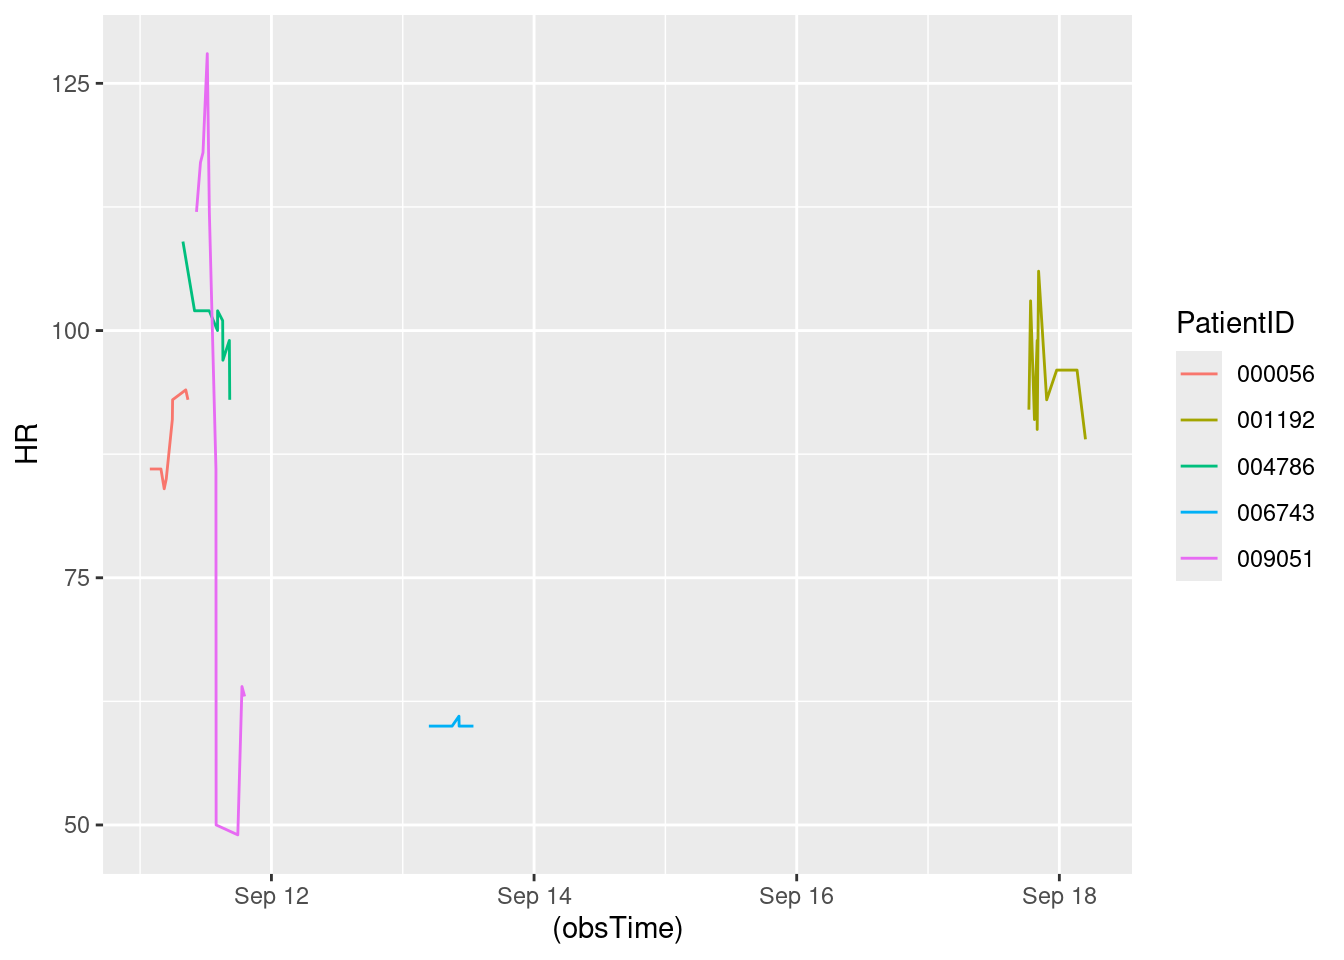 125
100
75
50
HR
Sep 12
Sep 14
Sep 16
Sep 18
(obsTime)
PatientID
000056
001192
004786
006743
009051